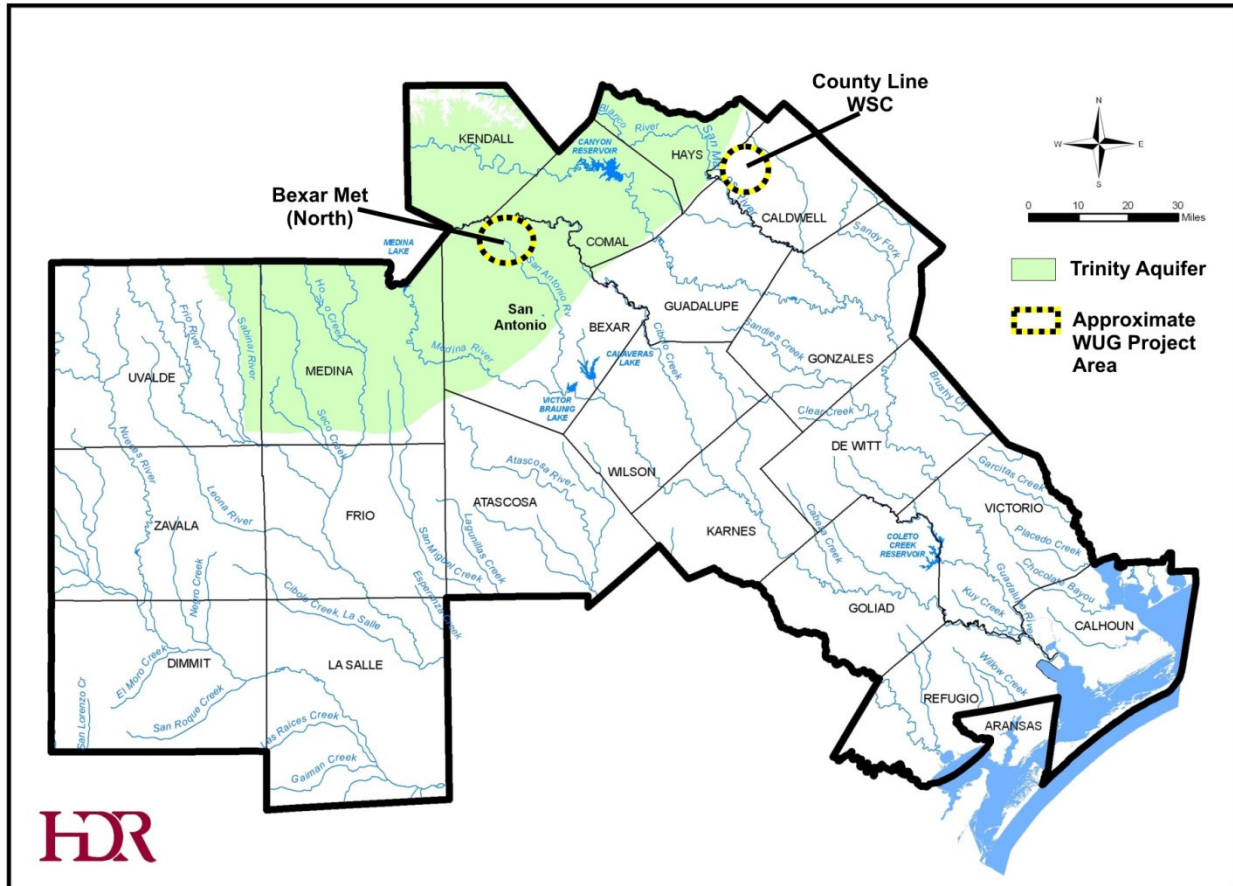 County Line
WSC
Bexar Met
(North)
N
W
E
S
20
10
0
30
Miles
Trinity Aquifer
Approximate
WUG Project
Area
KENDALL
Blanco
River
CANYON
RESERVOIR
HAYS
CALDWELL
Sandy Fork
MEDINA
LAKE
COMAL
San Antonio Rv
GUADALUPE
San
Antonio
BEXAR
Cibolo Creek
Sandies Creek
GONZALES
CALAVERAS
LAKE
Frio River
Sabinal River
UVALDE
MEDINA
Medina River
VICTOR
BRAUNIG
LAKE
Clear Creek
Nueces River
Seco Creek
DE WITT
Garcitas Creek
WILSON
Atascosa River
ATASCOSA
Leona River
ZAVALA
FRIO
Lagunillas Creek
San Miguel Creek
Esperanza Creek
KARNES
Cabeza Creek
COLETO
CREEK
RESERVOIR
VICTORIO
Placedo Creek
Chocolate Bayou
Guadalupe River
Negro Creek
Cibolo Creek, La Salle
GOLIAD
Kuy Creek
CALHOUN
DIMMIT
El Moro Creek
LA SALLE
San Lorenzo Cr
San Roque Creek
Las Raices Creek
Gaiman Creek
REFUGIO
Willow Creek
ARANSAS
HDR